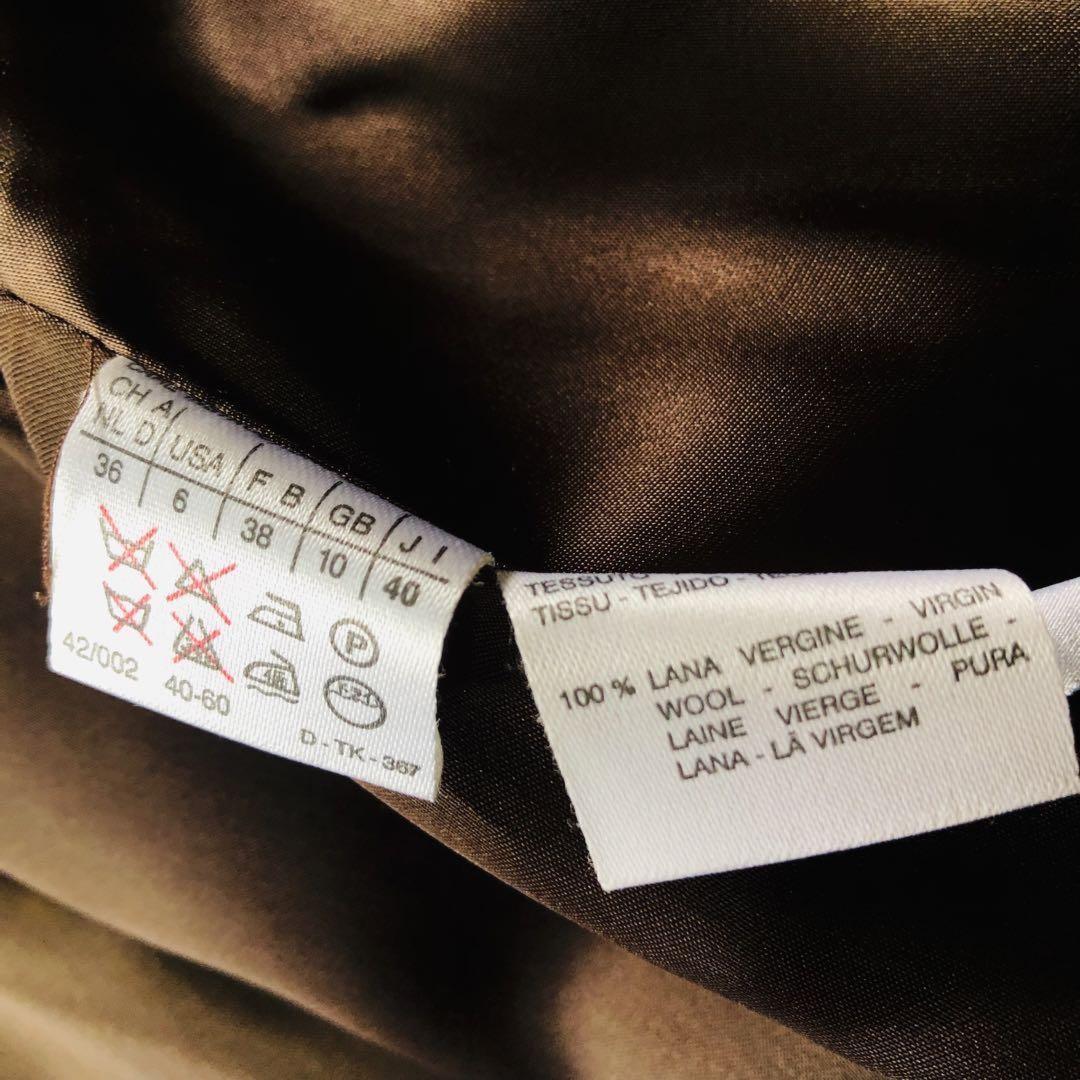 CH A
NL D USA F B GB J I
36 6 38 10 40
P
42/002 40-60
D-TK-367
TESSUTO
TISSU - TEJIDO -
100 % LANA VERGINE - VIRGIN
WOOL - SCHURWOLLE -
LAINE VIERGE - PURA
LANA - LÃ VIRGEM